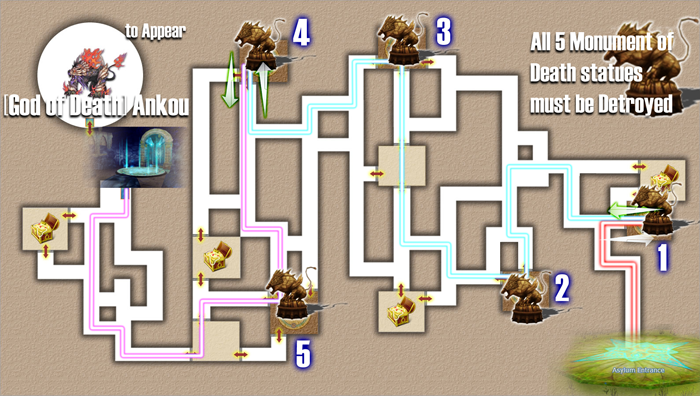 to Appear
[God of Death] Ankou
4
3
All 5 Monument of
Death statues
must be Detroyed
1
2
5
Asylum Entrance